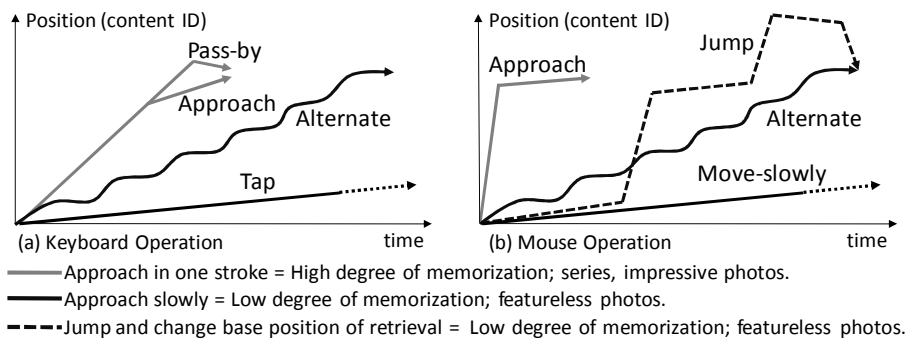 Position (content ID)
Pass-by
Approach
Alternate
Tap
(a) Keyboard Operation
time
Position (content ID)
Jump
Approach
Alternate
Move-slowly
(b) Mouse Operation
time
Approach in one stroke = High degree of memorization; series, impressive photos.
Approach slowly = Low degree of memorization; featureless photos.
Jump and change base position of retrieval = Low degree of memorization; featureless photos.